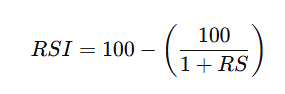 RSI = 100 − (100 / (1 + RS))